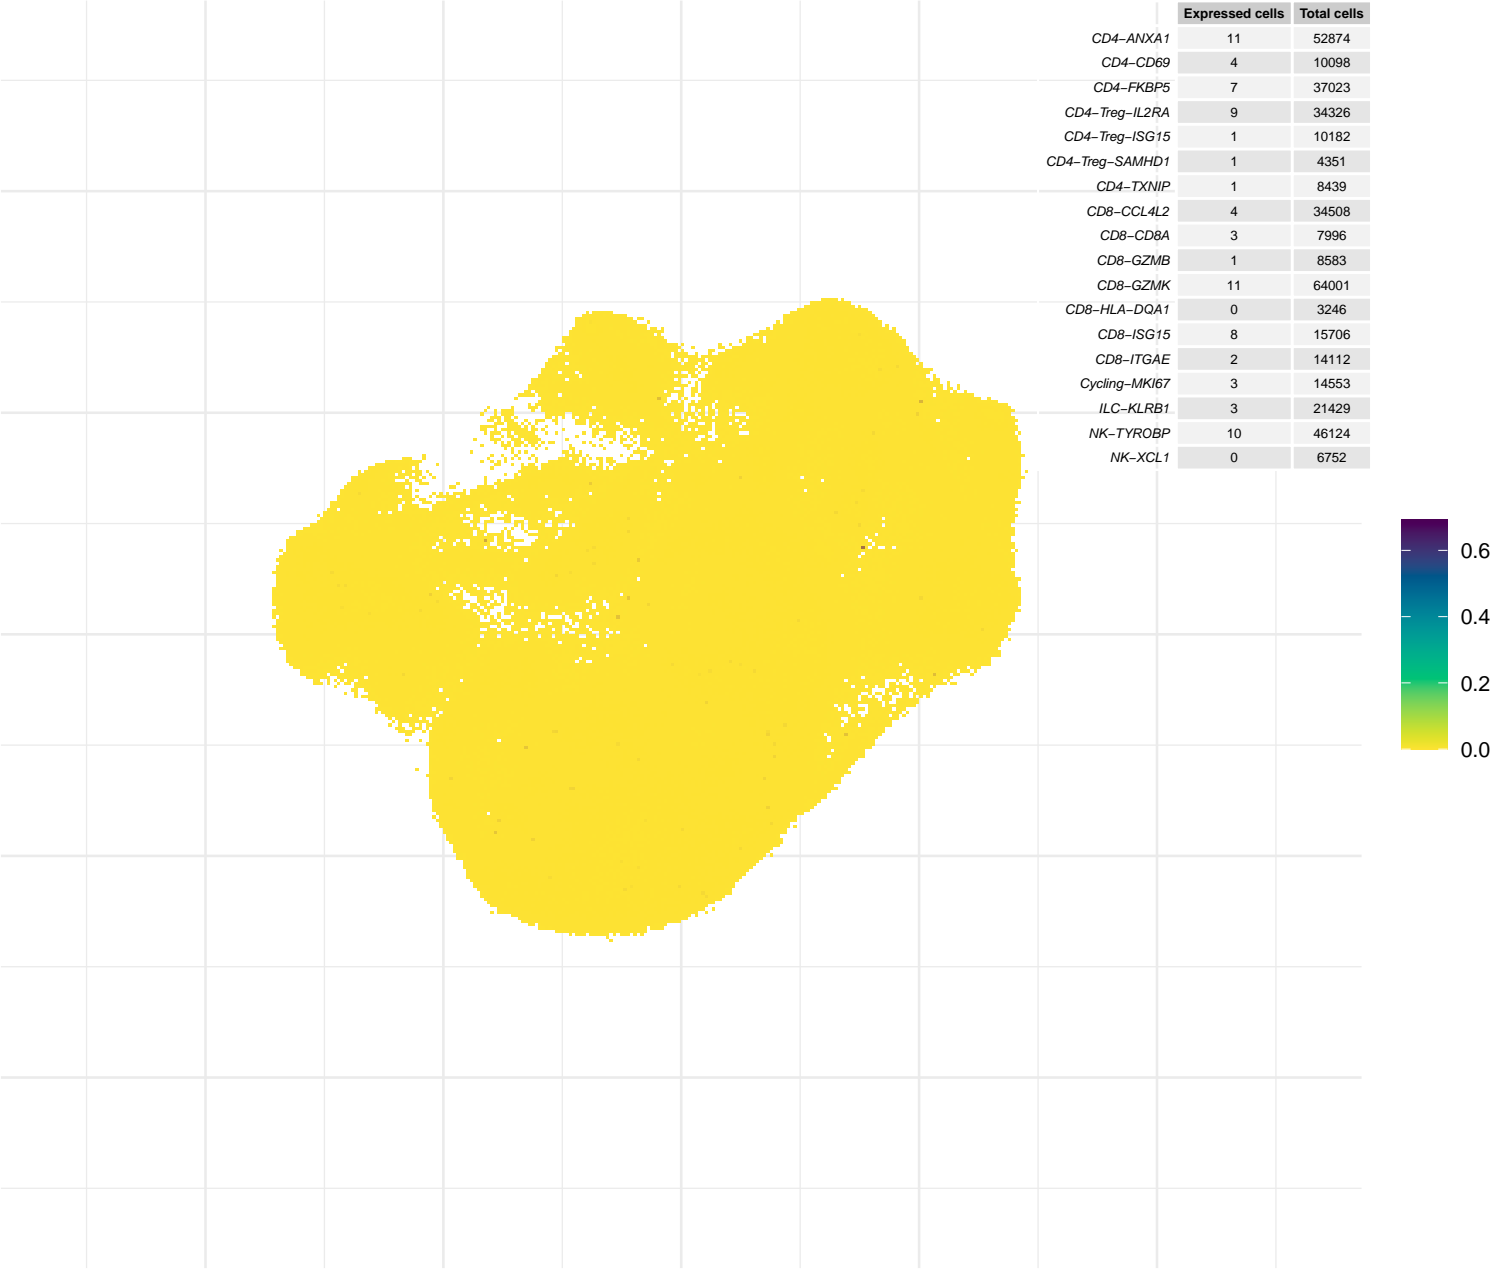 Expressed cells Total cells
CD4−ANXA1 11 52874
CD4−CD69 4 10098
CD4−FKBP5 7 37023
CD4−Treg−IL2RA 9 34326
CD4−Treg−ISG15 1 10182
CD4−Treg−SAMHD1 1 4351
CD4−TXNIP 1 8439
CD8−CCL4L2 4 34508
CD8−CD8A 3 7996
CD8−GZMB 1 8583
CD8−GZMK 11 64001
CD8−HLA−DQA1 0 3246
CD8−ISG15 8 15706
CD8−ITGAE 2 14112
Cycling−MKI67 3 14553
ILC−KLRB1 3 21429
NK−TYROBP 10 46124
NK−XCL1 0 6752
0.6
0.4
0.2
0.0